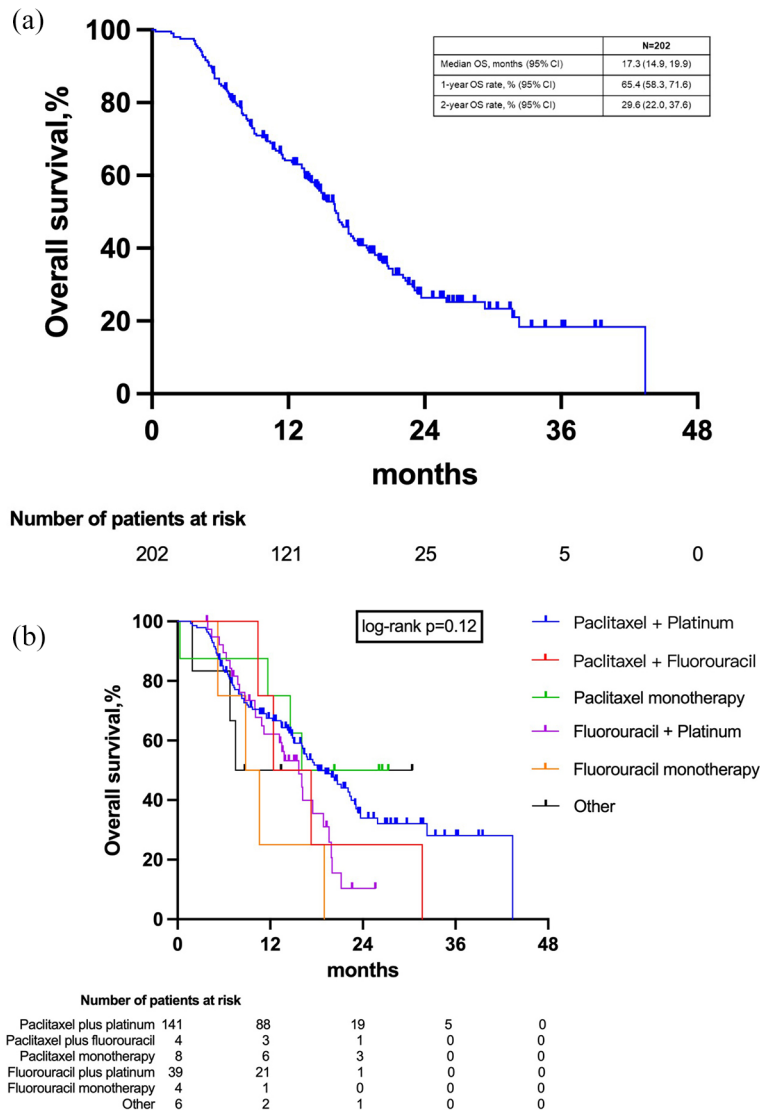 (a)
N=202
Median OS, months (95% CI) 17.3 (14.9, 19.9)
1-year OS rate, % (95% CI) 65.4 (58.3, 71.6)
2-year OS rate, % (95% CI) 29.6 (22.0, 37.6)
Overall survival,%
100
80
60
40
20
0
0 12 24 36 48
months
Number of patients at risk
202 121 25 5 0
(b)
log-rank p=0.12
Overall survival,%
100
80
60
40
20
0
0 12 24 36 48
months
Paclitaxel + Platinum
Paclitaxel + Fluorouracil
Paclitaxel monotherapy
Fluorouracil + Platinum
Fluorouracil monotherapy
Other
Number of patients at risk
Paclitaxel plus platinum 141 88 19 5 0
Paclitaxel plus fluorouracil 4 3 1 0 0
Paclitaxel monotherapy 8 6 3 0 0
Fluorouracil plus platinum 39 21 1 0 0
Fluorouracil monotherapy 4 1 0 0 0
Other 6 2 1 0 0